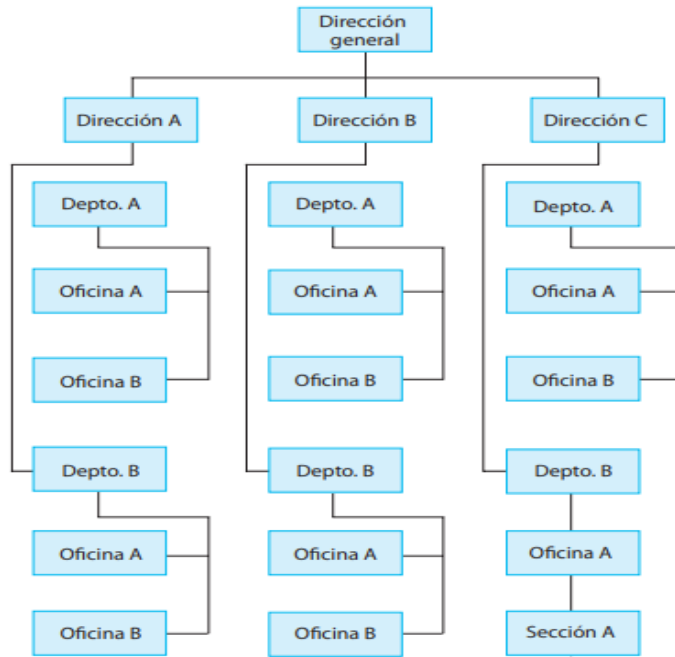 Dirección
general
Dirección A
Dirección B
Dirección C
Depto. A
Depto. A
Depto. A
Oficina A
Oficina A
Oficina A
Oficina B
Oficina B
Oficina B
Depto. B
Depto. B
Depto. B
Oficina A
Oficina A
Oficina A
Oficina B
Oficina B
Sección A